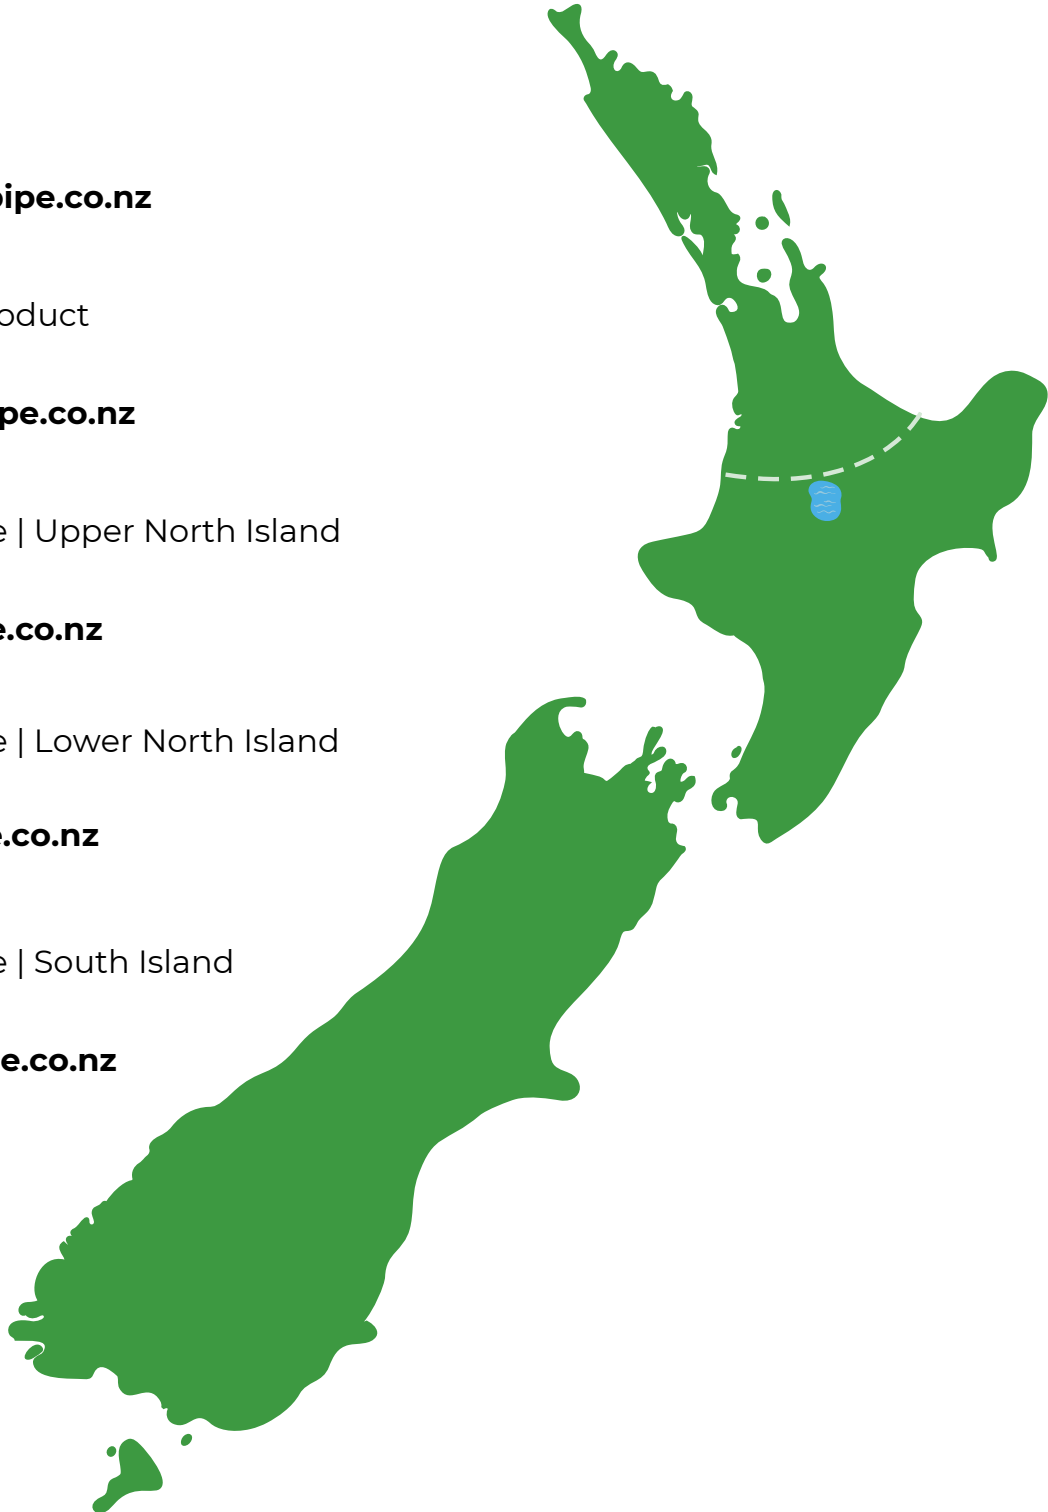 pipe.co.nz
oduct
pe.co.nz
e | Upper North Island
e.co.nz
e | Lower North Island
e.co.nz
e | South Island
e.co.nz